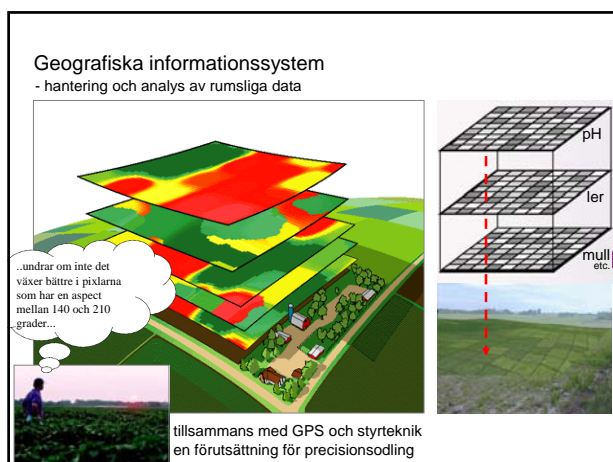 Geografiska informationssystem
- hantering och analys av rumsliga data
pH
ler
mull
etc.
..undrar om inte det
växer bättre i pixlarna
som har en aspect
mellan 140 och 210
grader...
tillsammans med GPS och styrteknik
en förutsättning för precisionsodling